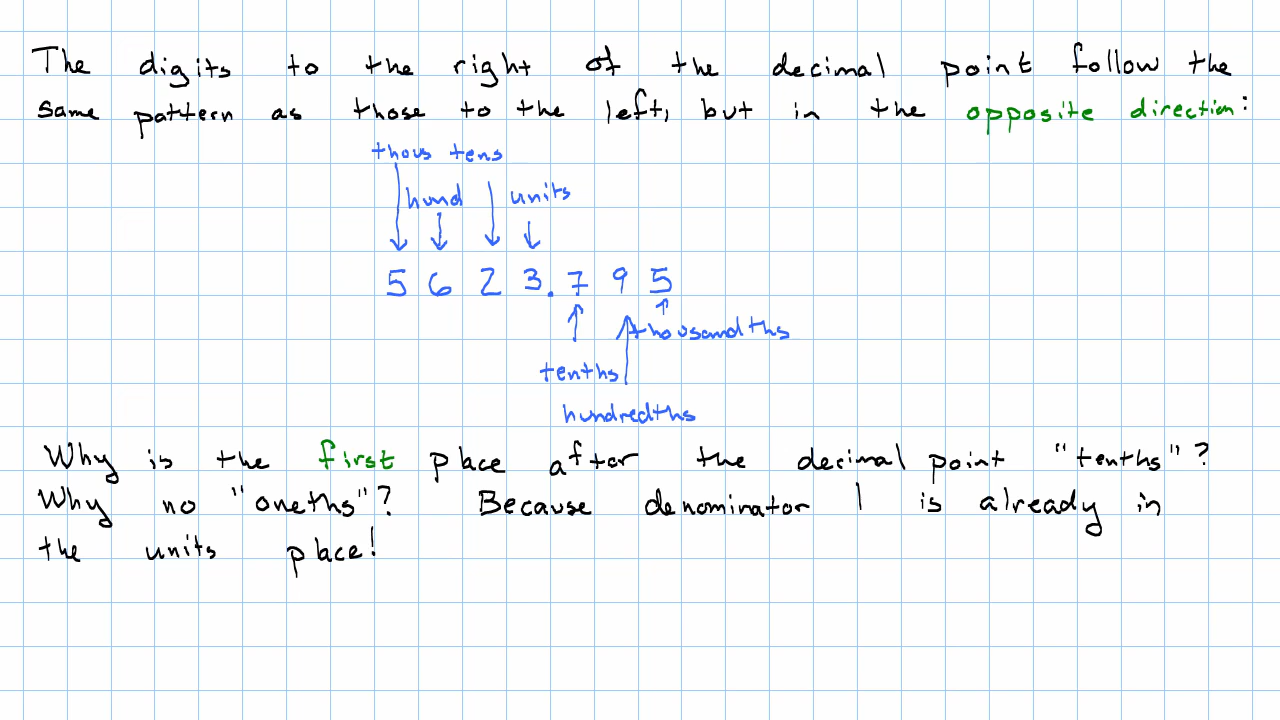 The digits to the right of the decimal point follow the
same pattern as those to the left, but in the opposite direction:
thous tens
hund units
5 6 2 3 . 7 9 5
thousandths
tenths
hundredths
Why is the first place after the decimal point "tenths"?
Why no "oneths"? Because denominator 1 is already in
the units place!